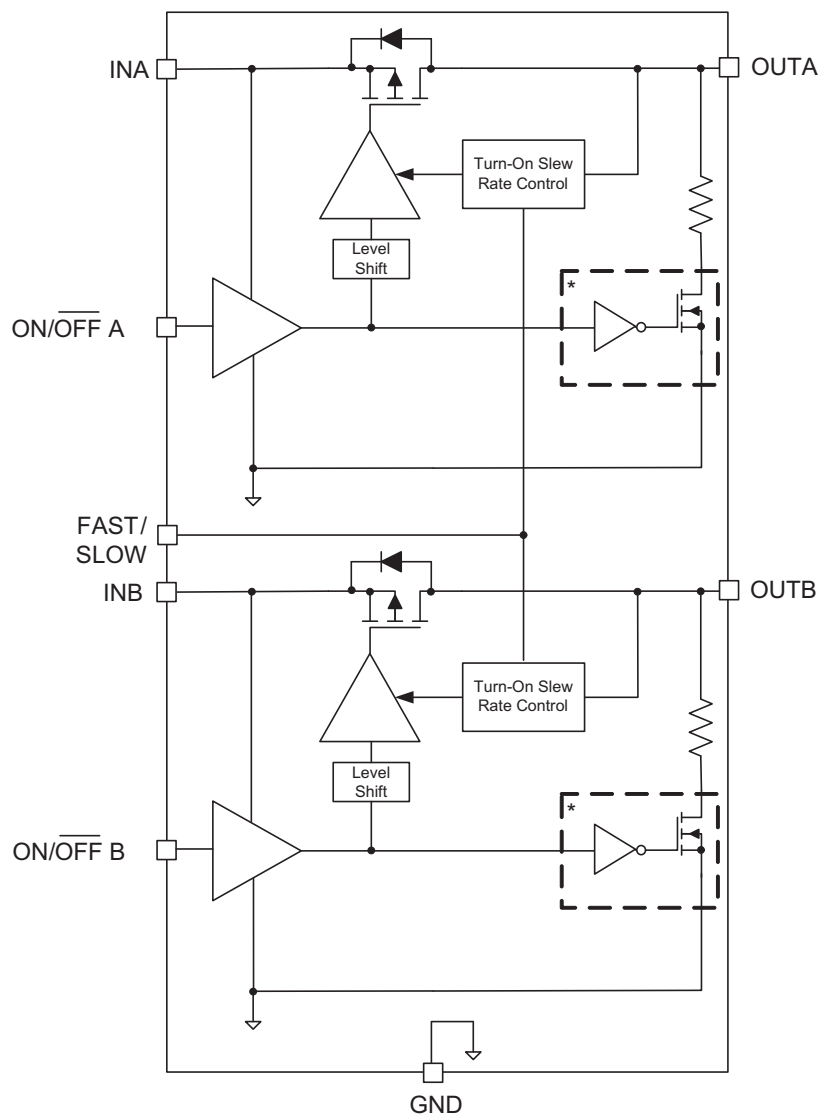 INA
OUTA
Turn-On Slew
Rate Control
Level
Shift
*
ON/OFF A
FAST/
SLOW
INB
OUTB
Turn-On Slew
Rate Control
Level
Shift
*
ON/OFF B
GND